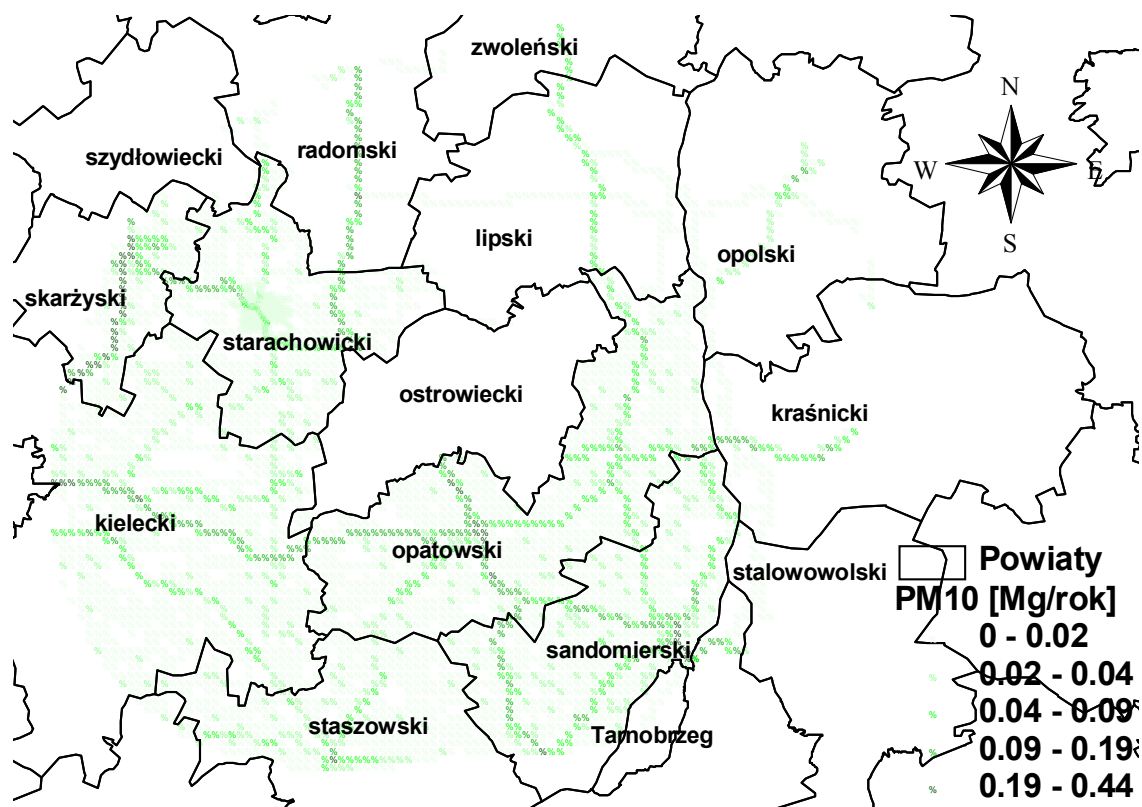 zwoleński
N
radomski
szydłowiecki
W
E
lipski
S
opolski
skarżyski
starachowicki
ostrowiecki
kraśnicki
kielecki
opatowski
stalowowolski
Powiaty
PM10 [Mg/rok]
0 - 0.02
sandomierski
% 0.02 - 0.04
staszowski
Tarnobrzeg
% 0.04 - 0.09
% 0.09 - 0.19
% 0.19 - 0.44